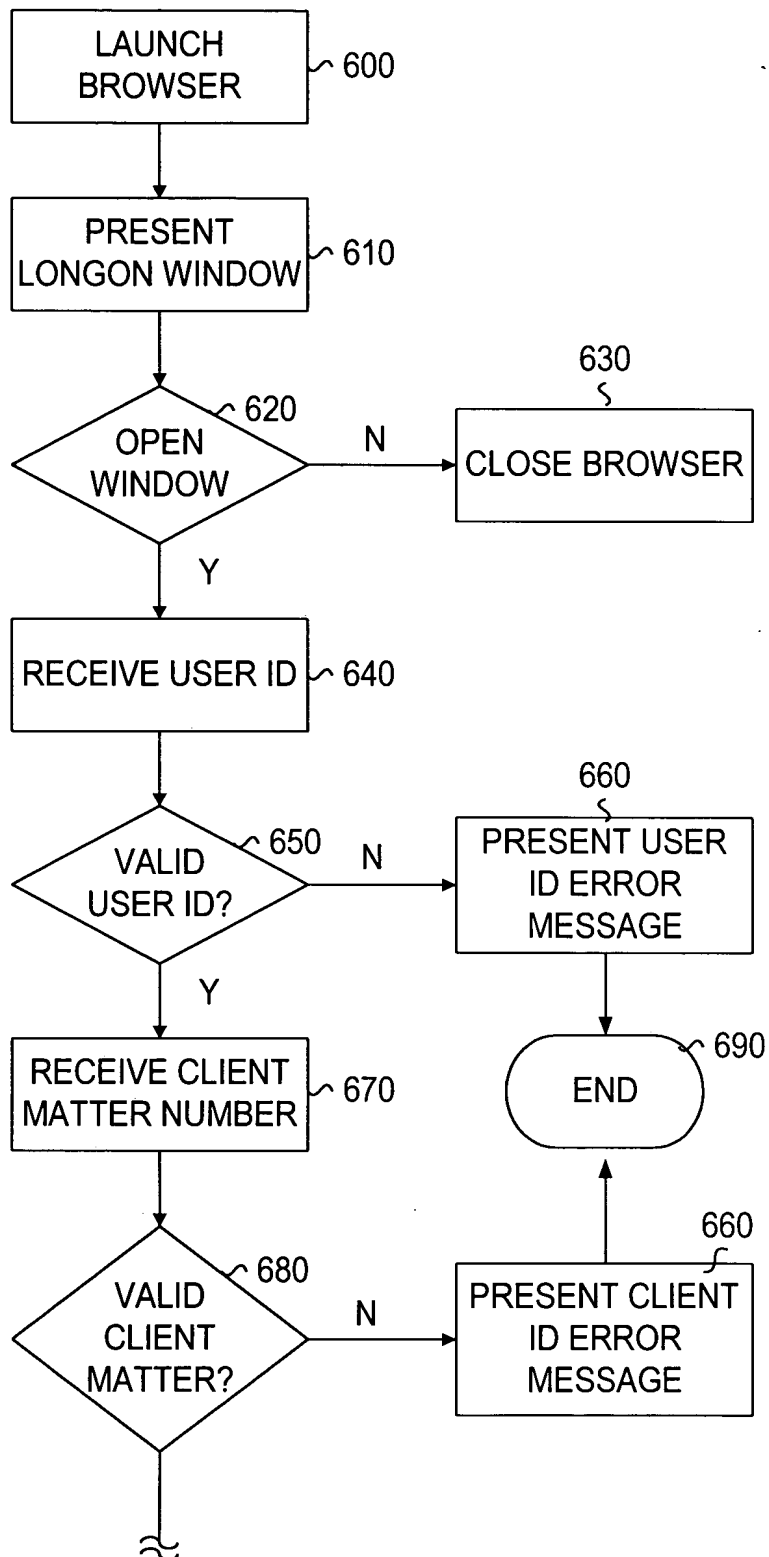 LAUNCH
BROWSER
600
PRESENT
LONGON WINDOW
610
620
OPEN
WINDOW
N
630
CLOSE BROWSER
Y
RECEIVE USER ID
640
650
VALID
USER ID?
N
660
PRESENT USER
ID ERROR
MESSAGE
Y
690
END
RECEIVE CLIENT
MATTER NUMBER
670
680
VALID
CLIENT
MATTER?
N
660
PRESENT CLIENT
ID ERROR
MESSAGE